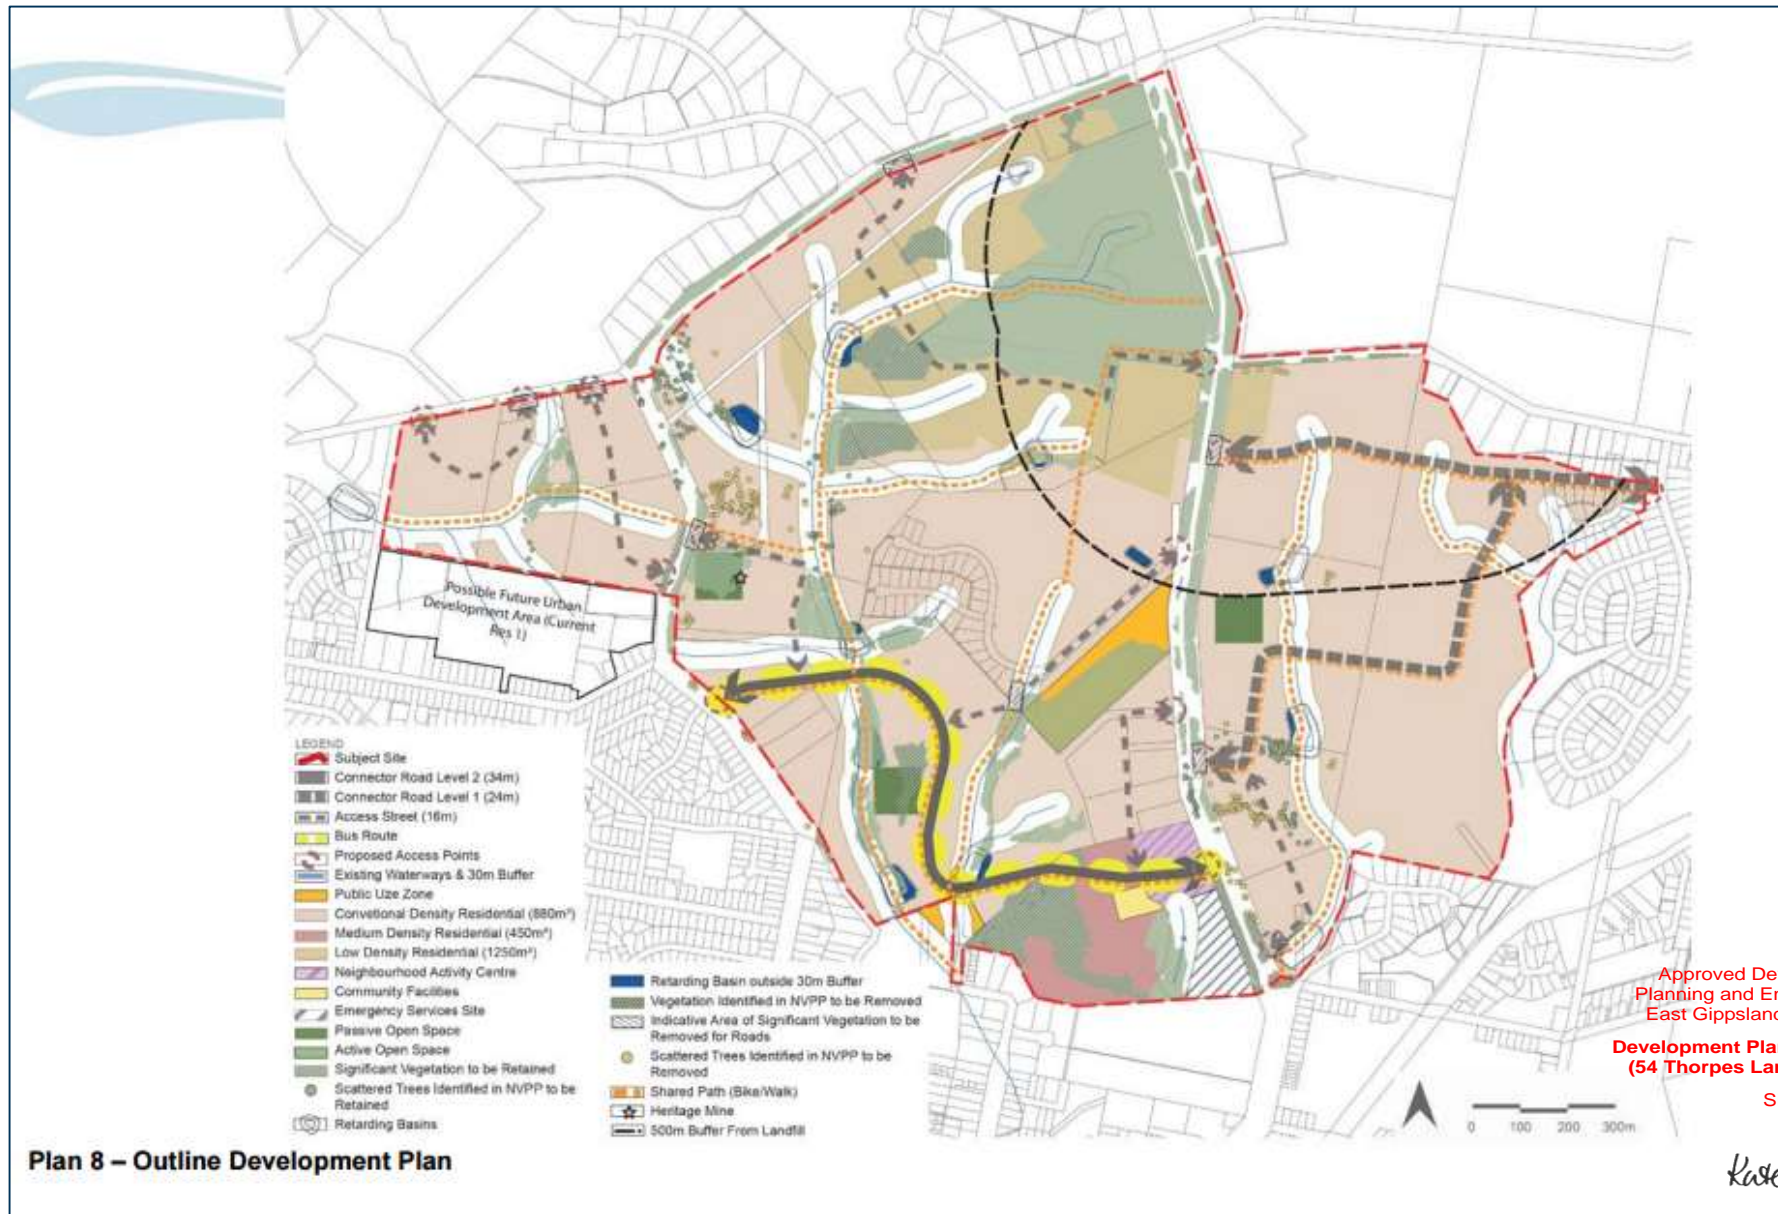 Possible Future Urban
Development Area (Current
Res 1)
LEGEND
Subject Site
Connector Road Level 2 (34m)
Connector Road Level 1 (24m)
Access Street (16m)
Bus Route
Proposed Access Points
Existing Waterways & 30m Buffer
Public Uze Zone
Convetional Density Residential (880m²)
Medium Density Residential (450m²)
Low Density Residential (1250m²)
Neighbourhood Activity Centre
Community Facilities
Emergency Services Site
Passive Open Space
Active Open Space
Significant Vegetation to be Retained
Scattered Trees Identified in NVPP to be
Retained
Retarding Basins
Retarding Basin outside 30m Buffer
Vegetation Identified in NVPP to be Removed
Indicative Area of Significant Vegetation to be
Removed for Roads
Scattered Trees Identified in NVPP to be
Removed
Shared Path (Bike/Walk)
Heritage Mine
500m Buffer From Landfill
0 100 200 300m
Approved De
Planning and En
East Gippsland
Development Plan
(54 Thorpes Lan
S
Kate
Plan 8 – Outline Development Plan